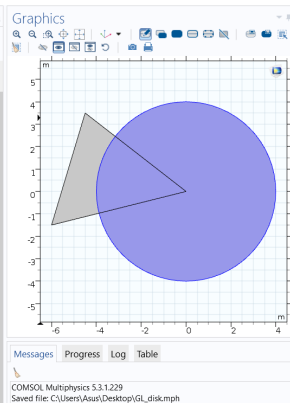 Graphics
m
5
4
3
2
1
0
-1
-2
-3
-4
-5
m
-6 -4 -2 0 2 4
Messages Progress Log Table
COMSOL Multiphysics 5.3.1.229
Saved file: C:\Users\Asus\Desktop\GL_disk.mph